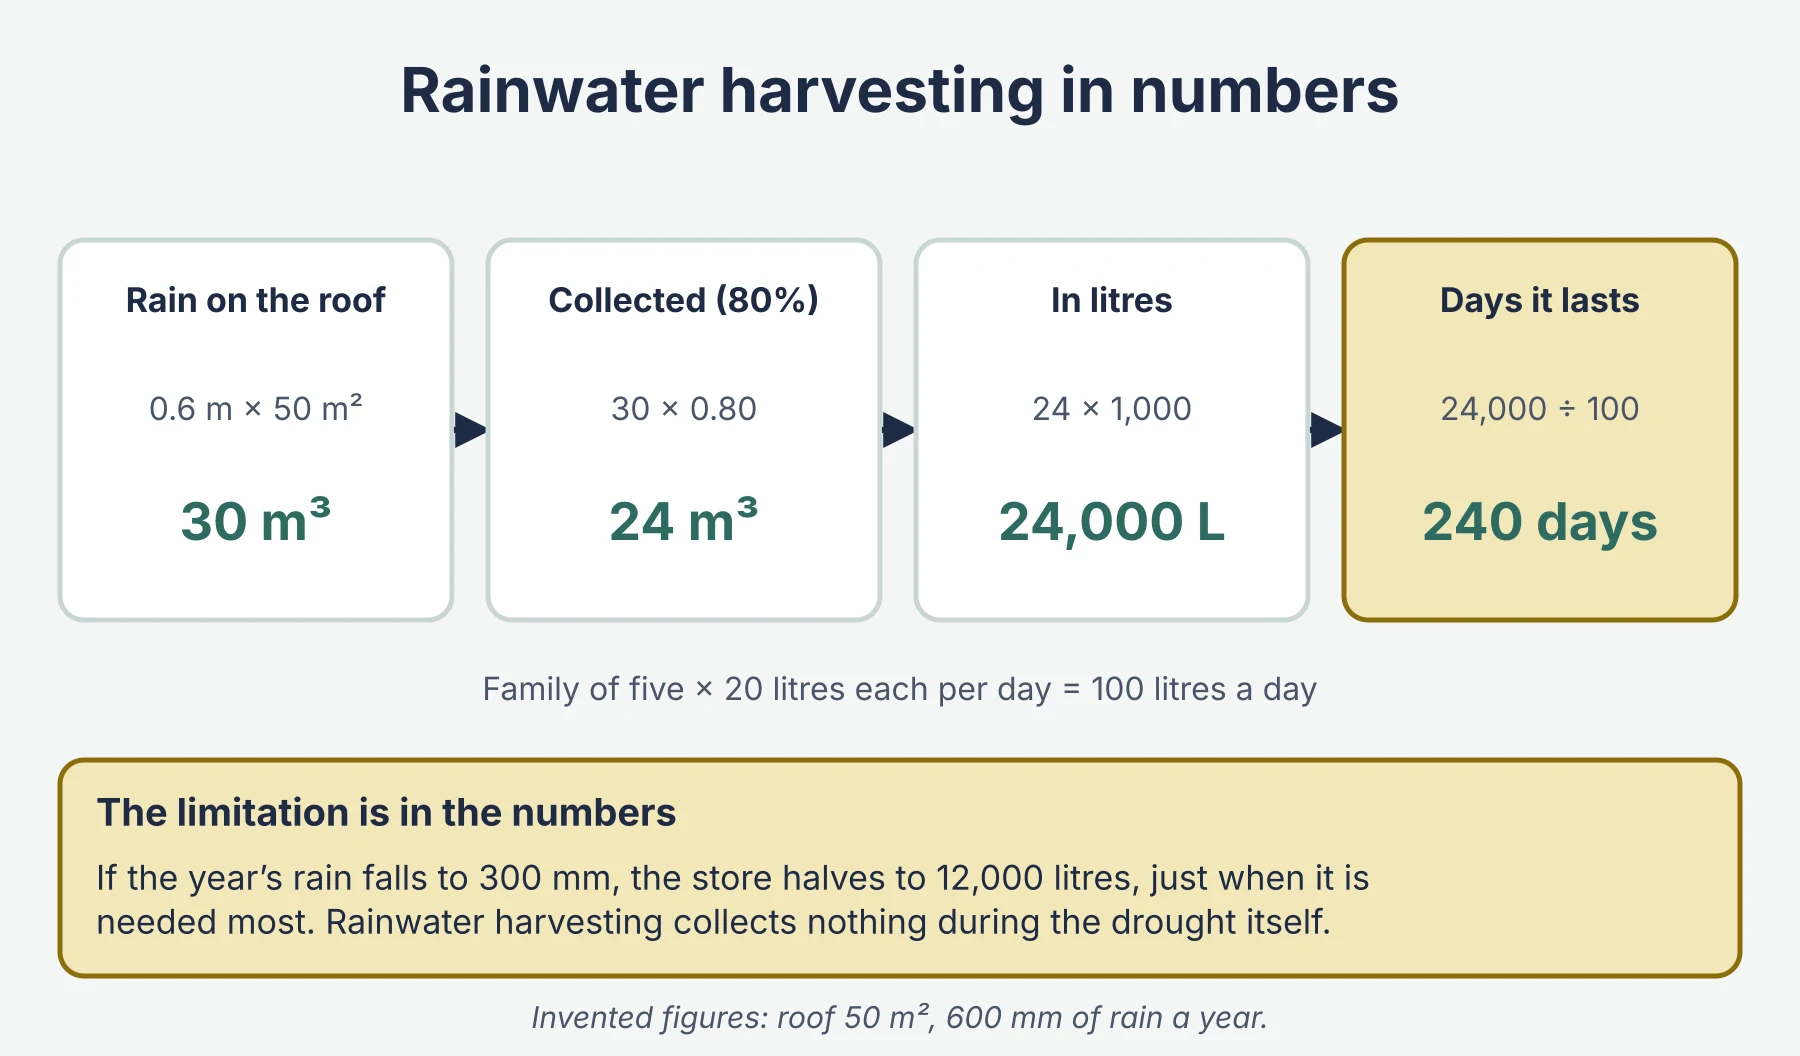 Rainwater harvesting in numbers
Rain on the roof
0.6 m × 50 m²
30 m³
Collected (80%)
30 × 0.80
24 m³
In litres
24 × 1,000
24,000 L
Days it lasts
24,000 ÷ 100
240 days
Family of five × 20 litres each per day = 100 litres a day
The limitation is in the numbers
If the year’s rain falls to 300 mm, the store halves to 12,000 litres, just when it is
needed most. Rainwater harvesting collects nothing during the drought itself.
Invented figures: roof 50 m², 600 mm of rain a year.